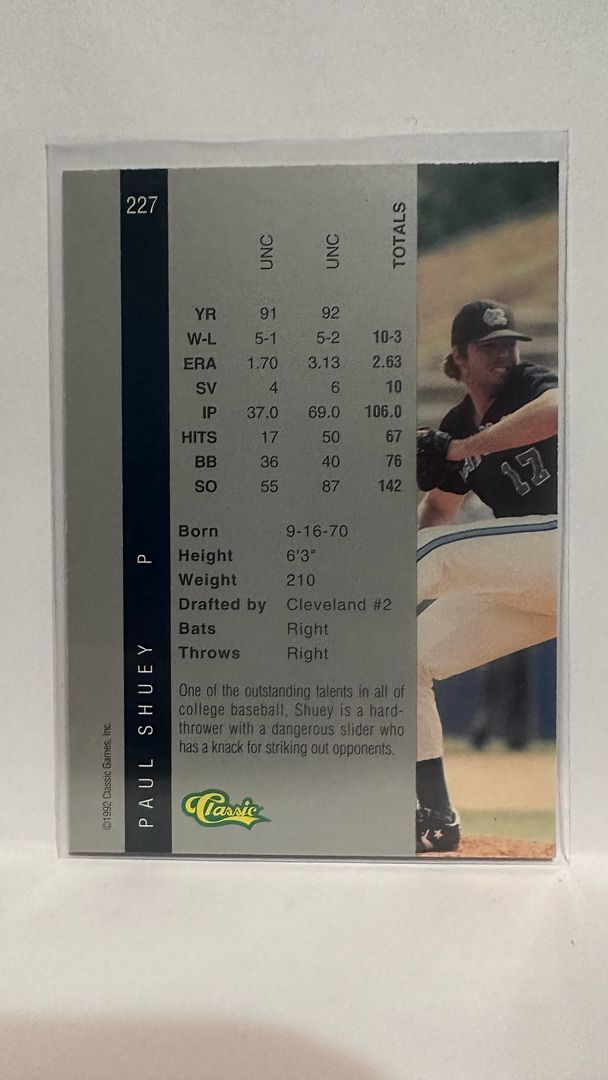 227
UNC UNC TOTALS
YR 91 92
W-L 5-1 5-2 10-3
ERA 1.70 3.13 2.63
SV 4 6 10
IP 37.0 69.0 106.0
HITS 17 50 67
BB 36 40 76
SO 55 87 142
Born 9-16-70
Height 6'3"
Weight 210
Drafted by Cleveland #2
Bats Right
Throws Right
One of the outstanding talents in all of
college baseball, Shuey is a hard-
thrower with a dangerous slider who
has a knack for striking out opponents.
Classic
PAUL SHUEY P
©1992 Classic Games, Inc.
17